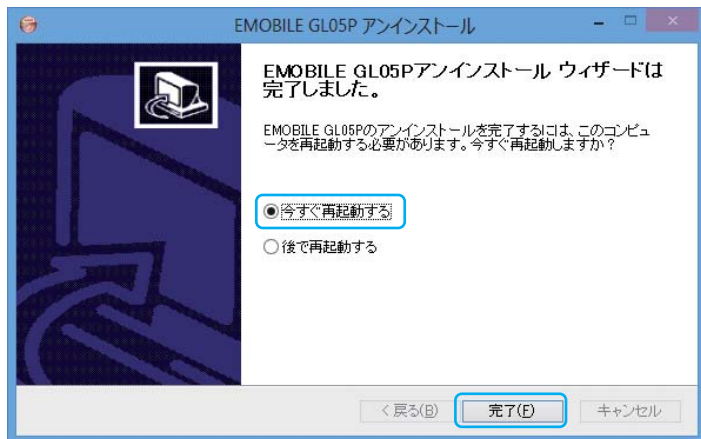 EMOBILE GL05P アンインストール
EMOBILE GL05Pアンインストール ウィザードは
完了しました。
EMOBILE GL05Pのアンインストールを完了するには、このコンピュ
ータを再起動する必要があります。今すぐ再起動しますか？
今すぐ再起動する
後で再起動する
< 戻る(B) 完了(F) キャンセル